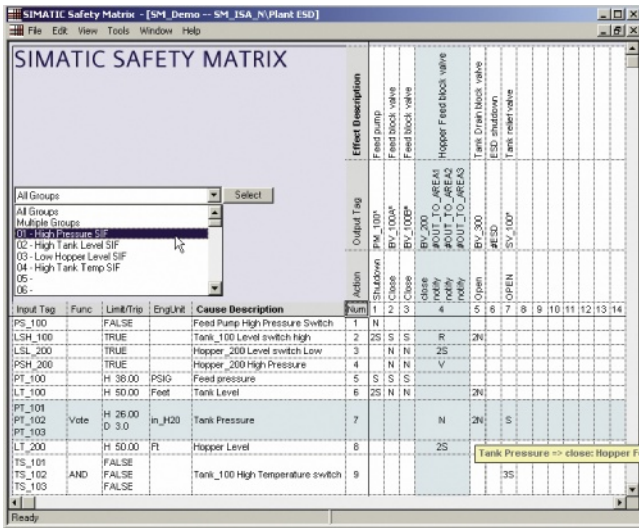 SIMATIC Safety Matrix - [SM_Demo -- SM_ISA_N\Plant ESD]
File Edit View Tools Window Help
SIMATIC SAFETY MATRIX
All Groups
Select
All Groups
Multiple Groups
01 - High Pressure SIF
02 - High Tank Level SIF
03 - Low Hopper Level SIF
04 - High Tank Temp SIF
05 -
06 -
Effect Description
Feed pump
Feed block valve
Feed block valve
Hopper Feed block valve
Tank Drain block valve
ESD shutdown
Tank relief valve
Output Tag
PM_100*
BV_100A*
BV_100B*
BV_200
#OUT_TO_AREA1
#OUT_TO_AREA2
#OUT_TO_AREA3
BV_300
#ESD
SV_100*
Action
Shutdown
Close
Close
close
notify
notify
notify
Open
OPEN
Input Tag Func Limit/Trip EngUnit Cause Description Num 1 2 3 4 5 6 7 8 9 10 11 12 13 14
PS_100 FALSE Feed Pump High Pressure Switch 1 N
LSH_100 TRUE Tank_100 Level switch high 2 2S S S R 2N
LSL_200 TRUE Hopper_200 Level switch Low 3 N N 2S
PSH_200 TRUE Hopper_200 High Pressure 4 N N V
PT_100 H 38.00 PSIG Feed pressure 5 S S S
LT_100 H 50.00 Feet Tank Level 6 2S N N 2N
PT_101
PT_102 Vote H 26.00 in_H20 Tank Pressure 7 N 2N S
PT_103 D 3.0
LT_200 H 50.00 Ft Hopper Level 8 2S
Tank Pressure => close: Hopper F
TS_101 FALSE
TS_102 AND FALSE Tank_100 High Temperature switch 9 3S
TS_103 FALSE
Ready